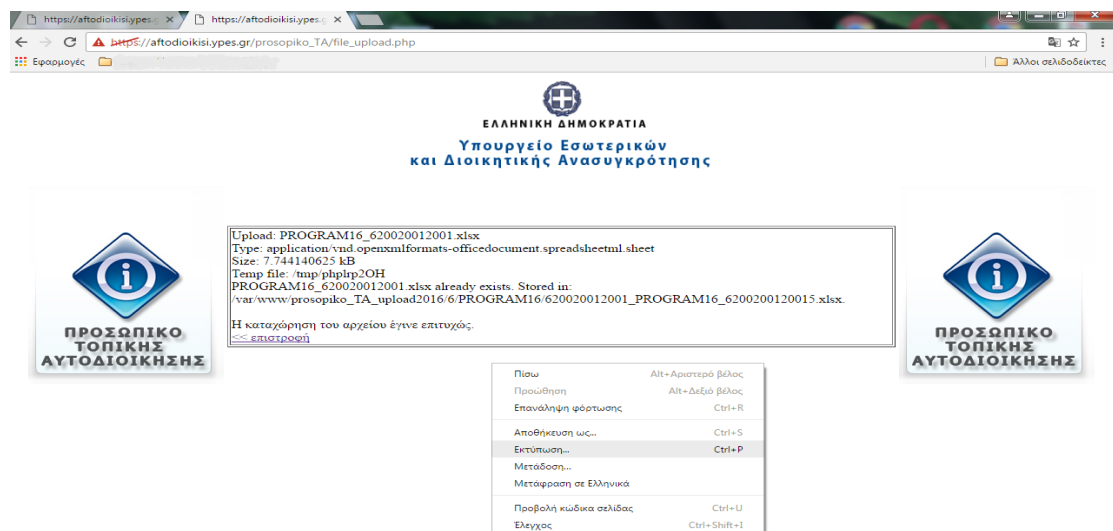 https://aftodioikisi.ypes.g
https://aftodioikisi.ypes.g
https://aftodioikisi.ypes.gr/prosopiko_TA/file_upload.php
Εφαρμογές
Άλλοι σελιδοδείκτες
ΕΛΛΗΝΙΚΗ ΔΗΜΟΚΡΑΤΙΑ
Υπουργείο Εσωτερικών
και Διοικητικής Ανασυγκρότησης
ΠΡΟΣΩΠΙΚΟ
ΤΟΠΙΚΗΣ
ΑΥΤΟΔΙΟΙΚΗΣΗΣ
Upload: PROGRAM16_620020012001.xlsx
Type: application/vnd.openxmlformats-officedocument.spreadsheetml.sheet
Size: 7.744140625 kB
Temp file: /tmp/phplrp2OH
PROGRAM16_620020012001.xlsx already exists. Stored in:
/var/www/prosopiko_TA_upload2016/6/PROGRAM16/620020012001_PROGRAM16_6200200120015.xlsx.
Η καταχώρηση του αρχείου έγινε επιτυχώς.
<< επιστροφή
ΠΡΟΣΩΠΙΚΟ
ΤΟΠΙΚΗΣ
ΑΥΤΟΔΙΟΙΚΗΣΗΣ
Πίσω Alt+Αριστερό βέλος
Προώθηση Alt+Δεξιό βέλος
Επανάληψη φόρτωσης Ctrl+R
Αποθήκευση ως... Ctrl+S
Εκτύπωση... Ctrl+P
Μετάδοση...
Μετάφραση σε Ελληνικά
Προβολή κώδικα σελίδας Ctrl+U
Έλεγχος Ctrl+Shift+I